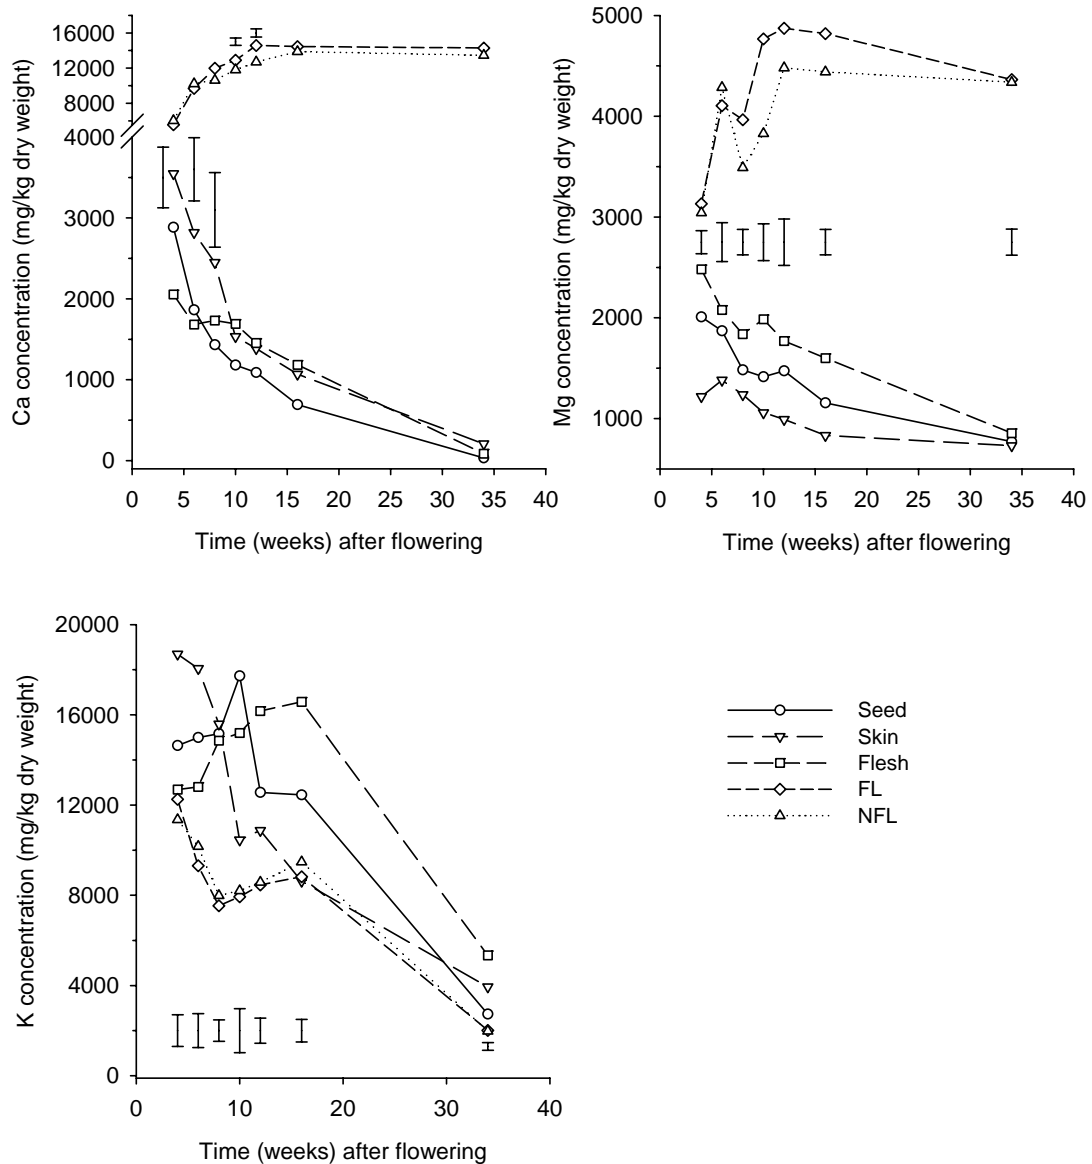 Ca concentration (mg/kg dry weight)
16000
12000
8000
4000
3000
2000
1000
0
0 5 10 15 20 25 30 35 40
Time (weeks) after flowering
Mg concentration (mg/kg dry weight)
5000
4000
3000
2000
1000
0 5 10 15 20 25 30 35 40
Time (weeks) after flowering
K concentration (mg/kg dry weight)
20000
16000
12000
8000
4000
0
0 10 20 30 40
Time (weeks) after flowering
Seed
Skin
Flesh
FL
NFL